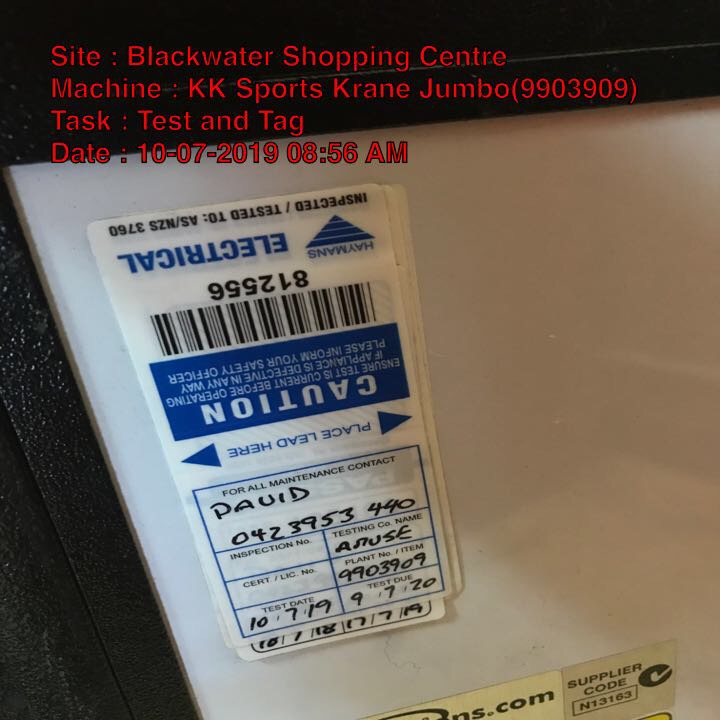 Site : Blackwater Shopping Centre
Machine : KK Sports Krane Jumbo(9903909)
Task : Test and Tag
Date : 10-07-2019 08:56 AM
INSPECTED / TESTED TO: AS/NZS 3760
HAYMANS
ELECTRICAL
812556
CAUTION
ENSURE TEST IS CURRENT BEFORE OPERATING
IF APPLIANCE IS DEFECTIVE IN ANY WAY
PLEASE INFORM YOUR SAFETY OFFICER
PLACE LEAD HERE
FOR ALL MAINTENANCE CONTACT
DAVID
0423953 440
INSPECTION No.
TESTING Co. NAME
AMUSE
CERT. / LIC. No.
PLANT No. / ITEM
9903909
TEST DATE
10/7/19
TEST DUE
9/7/20
18/7/18
17/7/19
ns.com
SUPPLIER
CODE
N13163